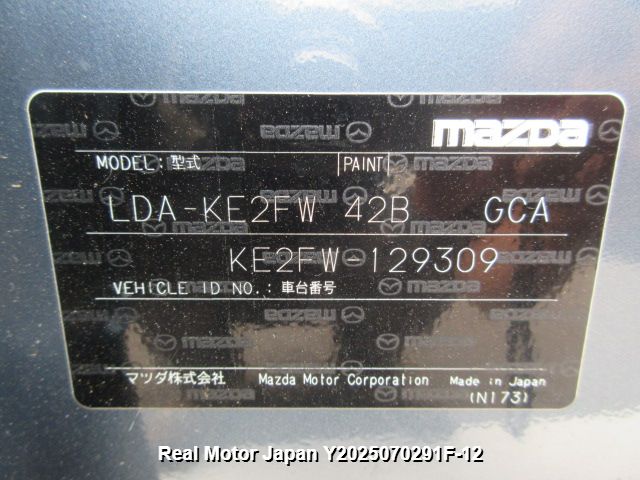 mazda
MODEL: 型式 PAINT
LDA-KE2FW 42B GCA
KE2FW-129309
VEHICLE ID NO.: 車台番号
マツダ株式会社 Mazda Motor Corporation Made in Japan
(N173)
Real Motor Japan Y2025070291F-12